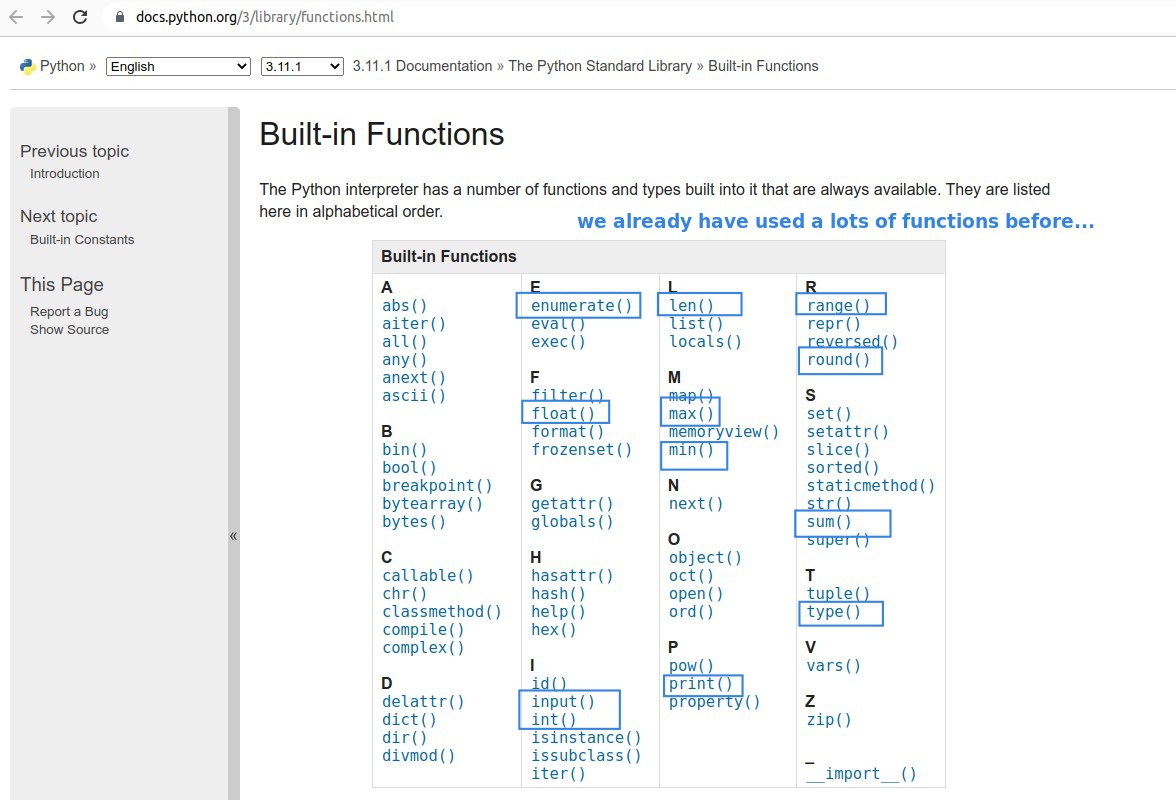 docs.python.org/3/library/functions.html
Python » English 3.11.1 3.11.1 Documentation » The Python Standard Library » Built-in Functions
Previous topic
Introduction
Next topic
Built-in Constants
This Page
Report a Bug
Show Source
«
Built-in Functions
The Python interpreter has a number of functions and types built into it that are always available. They are listed
here in alphabetical order.
we already have used a lots of functions before...
Built-in Functions
A
abs()
aiter()
all()
any()
anext()
ascii()
B
bin()
bool()
breakpoint()
bytearray()
bytes()
C
callable()
chr()
classmethod()
compile()
complex()
D
delattr()
dict()
dir()
divmod()
E
enumerate()
eval()
exec()
F
filter()
float()
format()
frozenset()
G
getattr()
globals()
H
hasattr()
hash()
help()
hex()
I
id()
input()
int()
isinstance()
issubclass()
iter()
L
len()
list()
locals()
M
map()
max()
memoryview()
min()
N
next()
O
object()
oct()
open()
ord()
P
pow()
print()
property()
R
range()
repr()
reversed()
round()
S
set()
setattr()
slice()
sorted()
staticmethod()
str()
sum()
super()
T
tuple()
type()
V
vars()
Z
zip()
_
__import__()